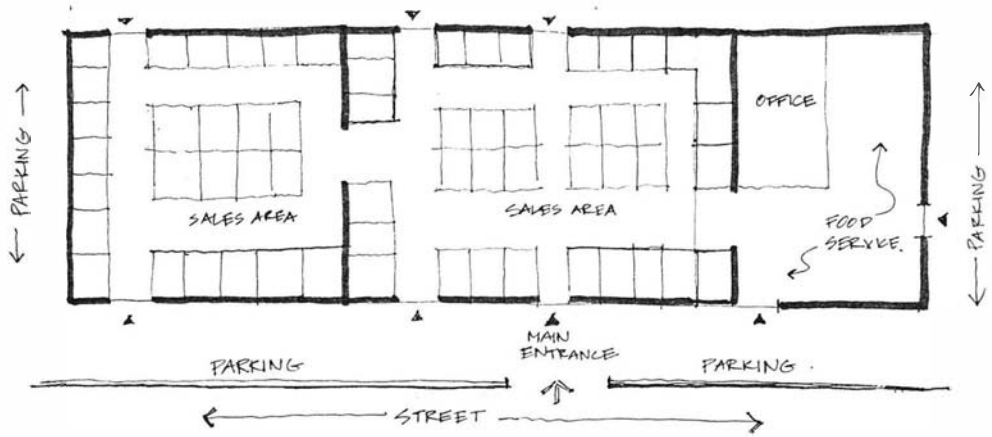 OFFICE
PARKING
PARKING
SALES AREA
SALES AREA
FOOD
SERVICE.
MAIN
ENTRANCE
PARKING
PARKING.
STREET